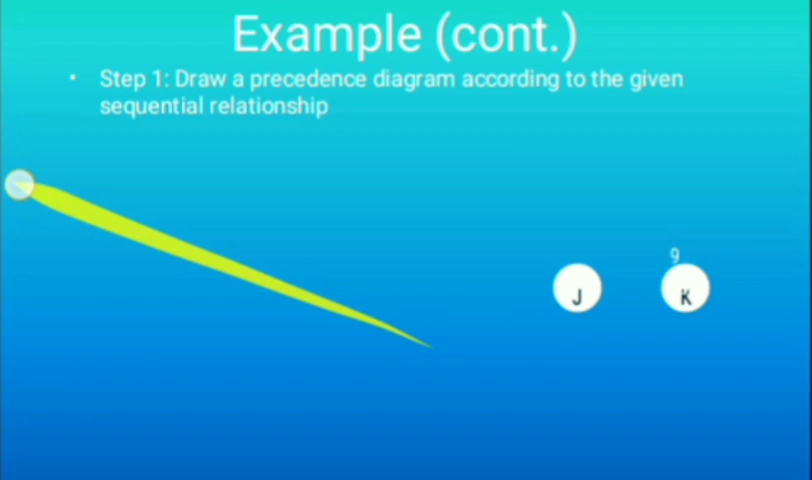 Example (cont.)
• Step 1: Draw a precedence diagram according to the given
sequential relationship
9
J K